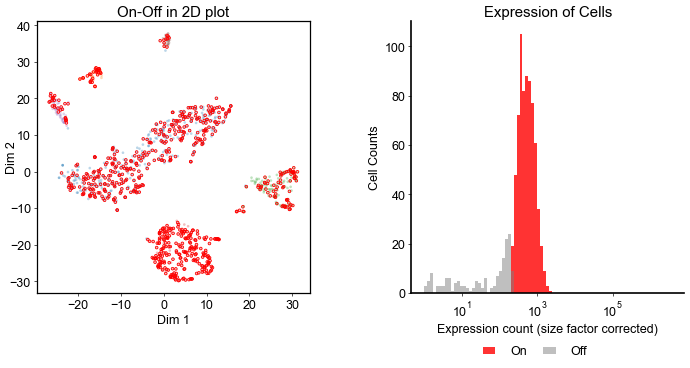 On-Off in 2D plot
40
30
20
10
0
−10
−20
−30
Dim 2
−20 −10 0 10 20 30
Dim 1
Expression of Cells
100
80
60
40
20
0
Cell Counts
10^1 10^3 10^5
Expression count (size factor corrected)
On Off